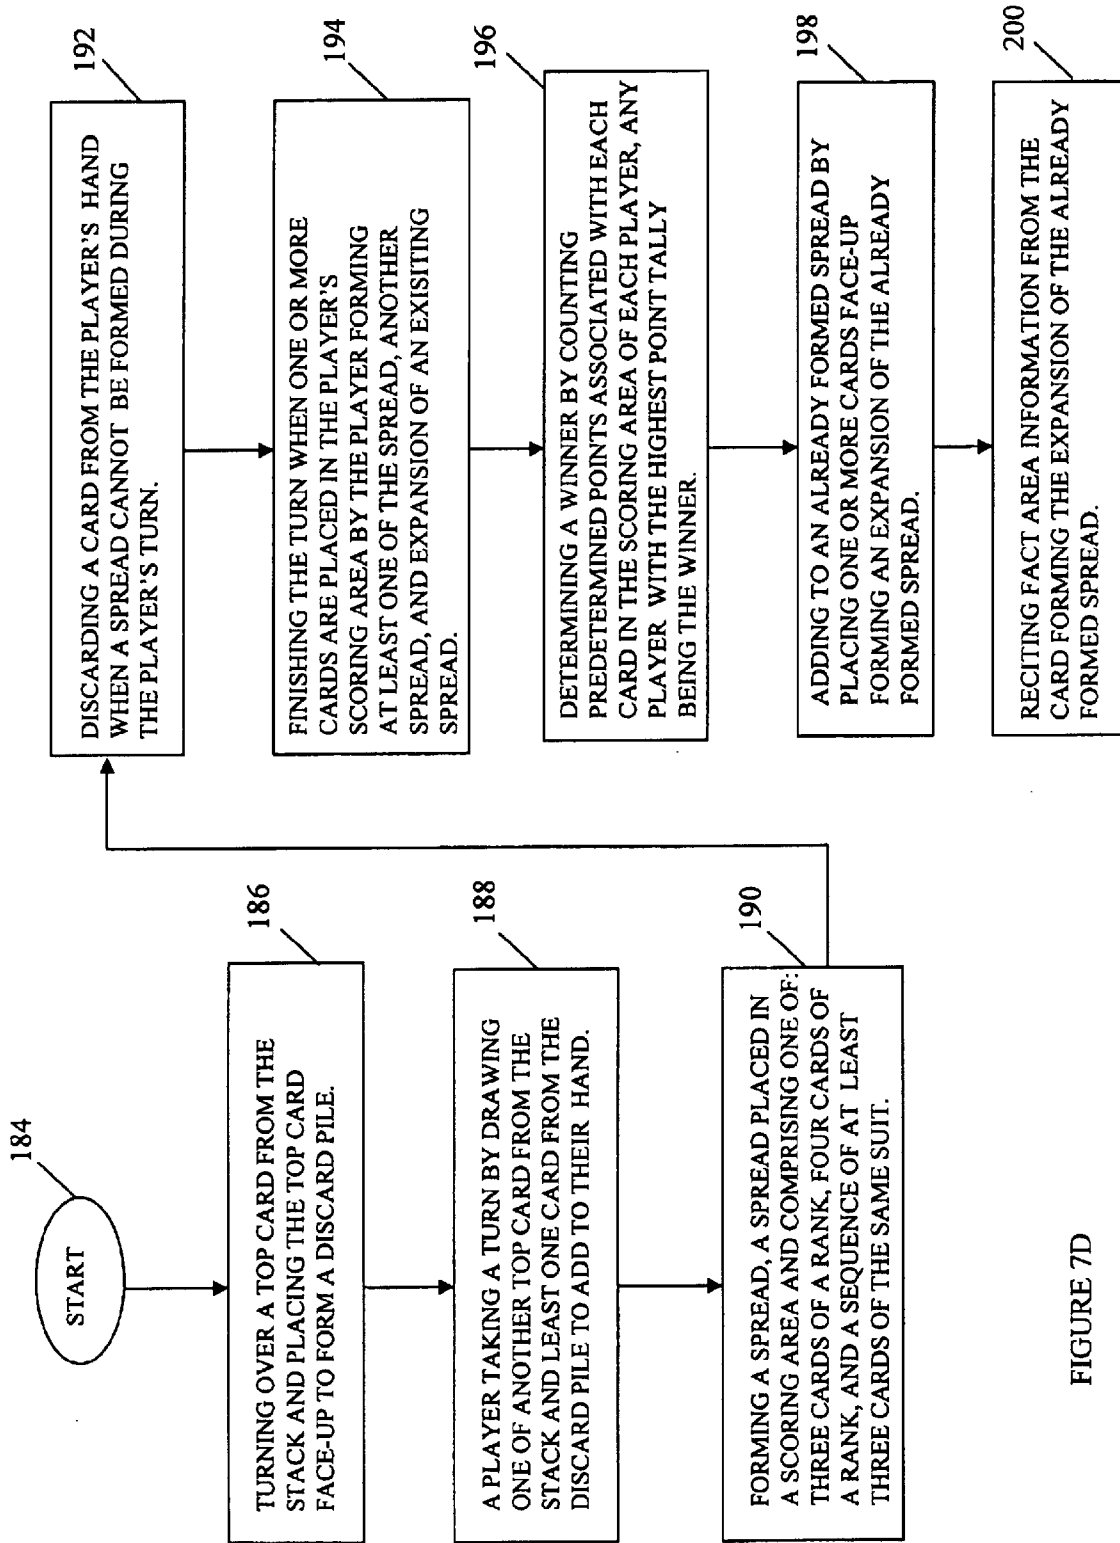 184
START
186
TURNING OVER A TOP CARD FROM THE
STACK AND PLACING THE TOP CARD
FACE-UP TO FORM A DISCARD PILE.
188
A PLAYER TAKING A TURN BY DRAWING
ONE OF ANOTHER TOP CARD FROM THE
STACK AND LEAST ONE CARD FROM THE
DISCARD PILE TO ADD TO THEIR HAND.
190
FORMING A SPREAD, A SPREAD PLACED IN
A SCORING AREA AND COMPRISING ONE OF:
THREE CARDS OF A RANK, FOUR CARDS OF
A RANK, AND A SEQUENCE OF AT LEAST
THREE CARDS OF THE SAME SUIT.
192
DISCARDING A CARD FROM THE PLAYER'S HAND
WHEN A SPREAD CANNOT BE FORMED DURING
THE PLAYER'S TURN.
194
FINISHING THE TURN WHEN ONE OR MORE
CARDS ARE PLACED IN THE PLAYER'S
SCORING AREA BY THE PLAYER FORMING
AT LEAST ONE OF THE SPREAD, ANOTHER
SPREAD, AND EXPANSION OF AN EXISITING
SPREAD.
196
DETERMINING A WINNER BY COUNTING
PREDETERMINED POINTS ASSOCIATED WITH EACH
CARD IN THE SCORING AREA OF EACH PLAYER, ANY
PLAYER WITH THE HIGHEST POINT TALLY
BEING THE WINNER.
198
ADDING TO AN ALREADY FORMED SPREAD BY
PLACING ONE OR MORE CARDS FACE-UP
FORMING AN EXPANSION OF THE ALREADY
FORMED SPREAD.
200
RECITING FACT AREA INFORMATION FROM THE
CARD FORMING THE EXPANSION OF THE ALREADY
FORMED SPREAD.
FIGURE 7D